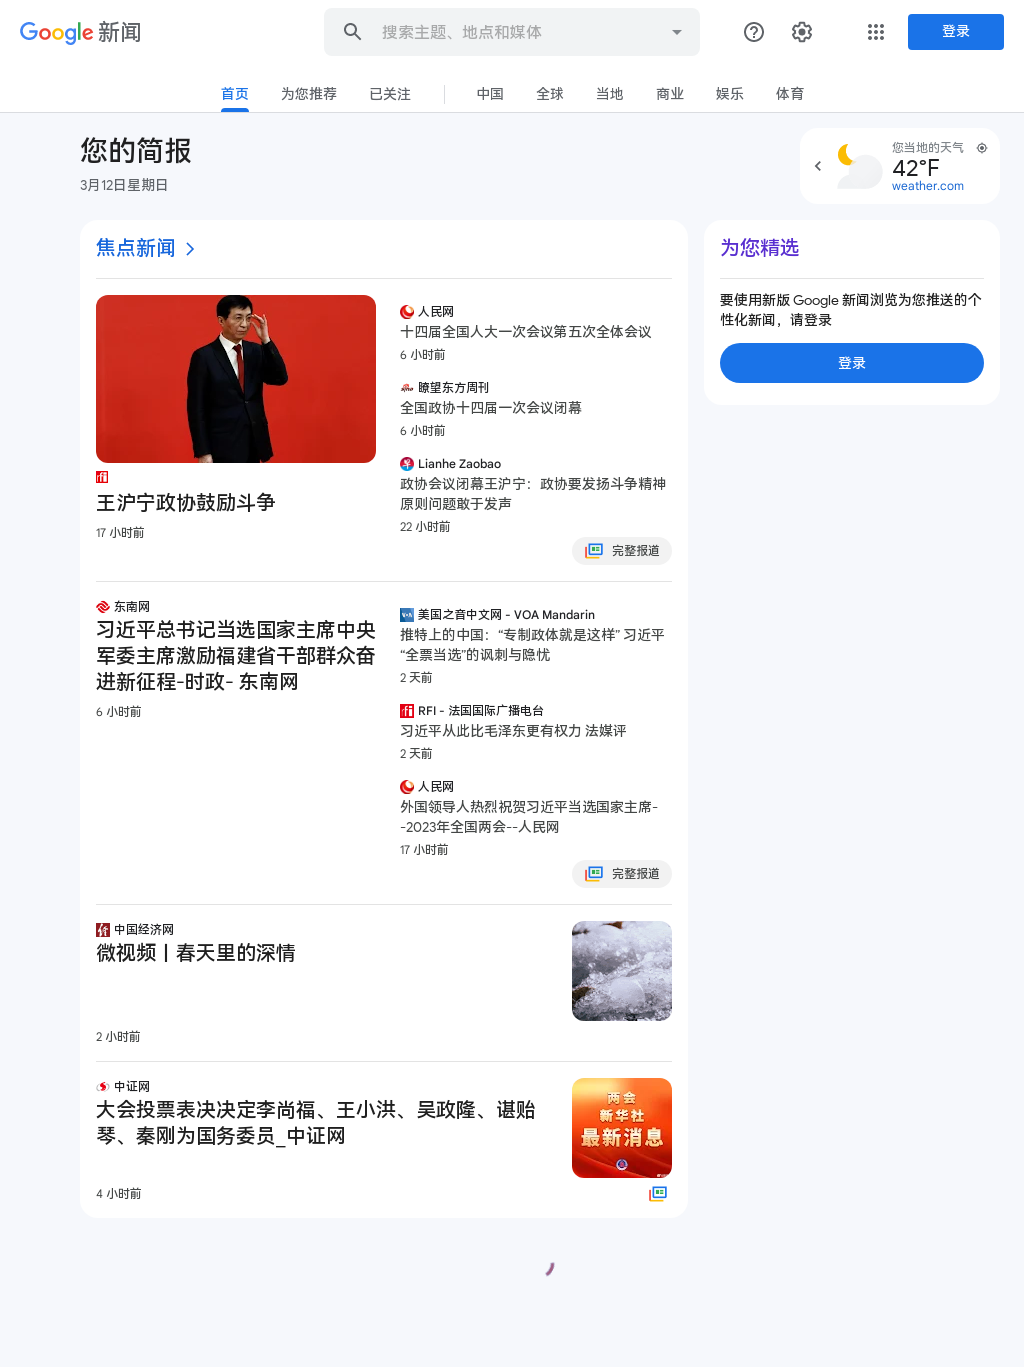 Google 新闻
搜索主题、地点和媒体
登录
首页
为您推荐
已关注
中国
全球
当地
商业
娱乐
体育
您的简报
3月12日星期日
您当地的天气
42°F
weather.com
焦点新闻
王沪宁政协鼓励斗争
17 小时前
人民网
十四届全国人大一次会议第五次全体会议
6 小时前
瞭望东方周刊
全国政协十四届一次会议闭幕
6 小时前
Lianhe Zaobao
政协会议闭幕王沪宁：政协要发扬斗争精神
原则问题敢于发声
22 小时前
完整报道
东南网
习近平总书记当选国家主席中央
军委主席激励福建省干部群众奋
进新征程-时政- 东南网
6 小时前
美国之音中文网 - VOA Mandarin
推特上的中国：“专制政体就是这样” 习近平
“全票当选”的讽刺与隐忧
2 天前
RFI - 法国国际广播电台
习近平从此比毛泽东更有权力 法媒评
2 天前
人民网
外国领导人热烈祝贺习近平当选国家主席-
-2023年全国两会--人民网
17 小时前
完整报道
中国经济网
微视频丨春天里的深情
2 小时前
中证网
大会投票表决决定李尚福、王小洪、吴政隆、谌贻
琴、秦刚为国务委员_中证网
4 小时前
两会
新华社
最新消息
为您精选
要使用新版 Google 新闻浏览为您推送的个
性化新闻，请登录
登录